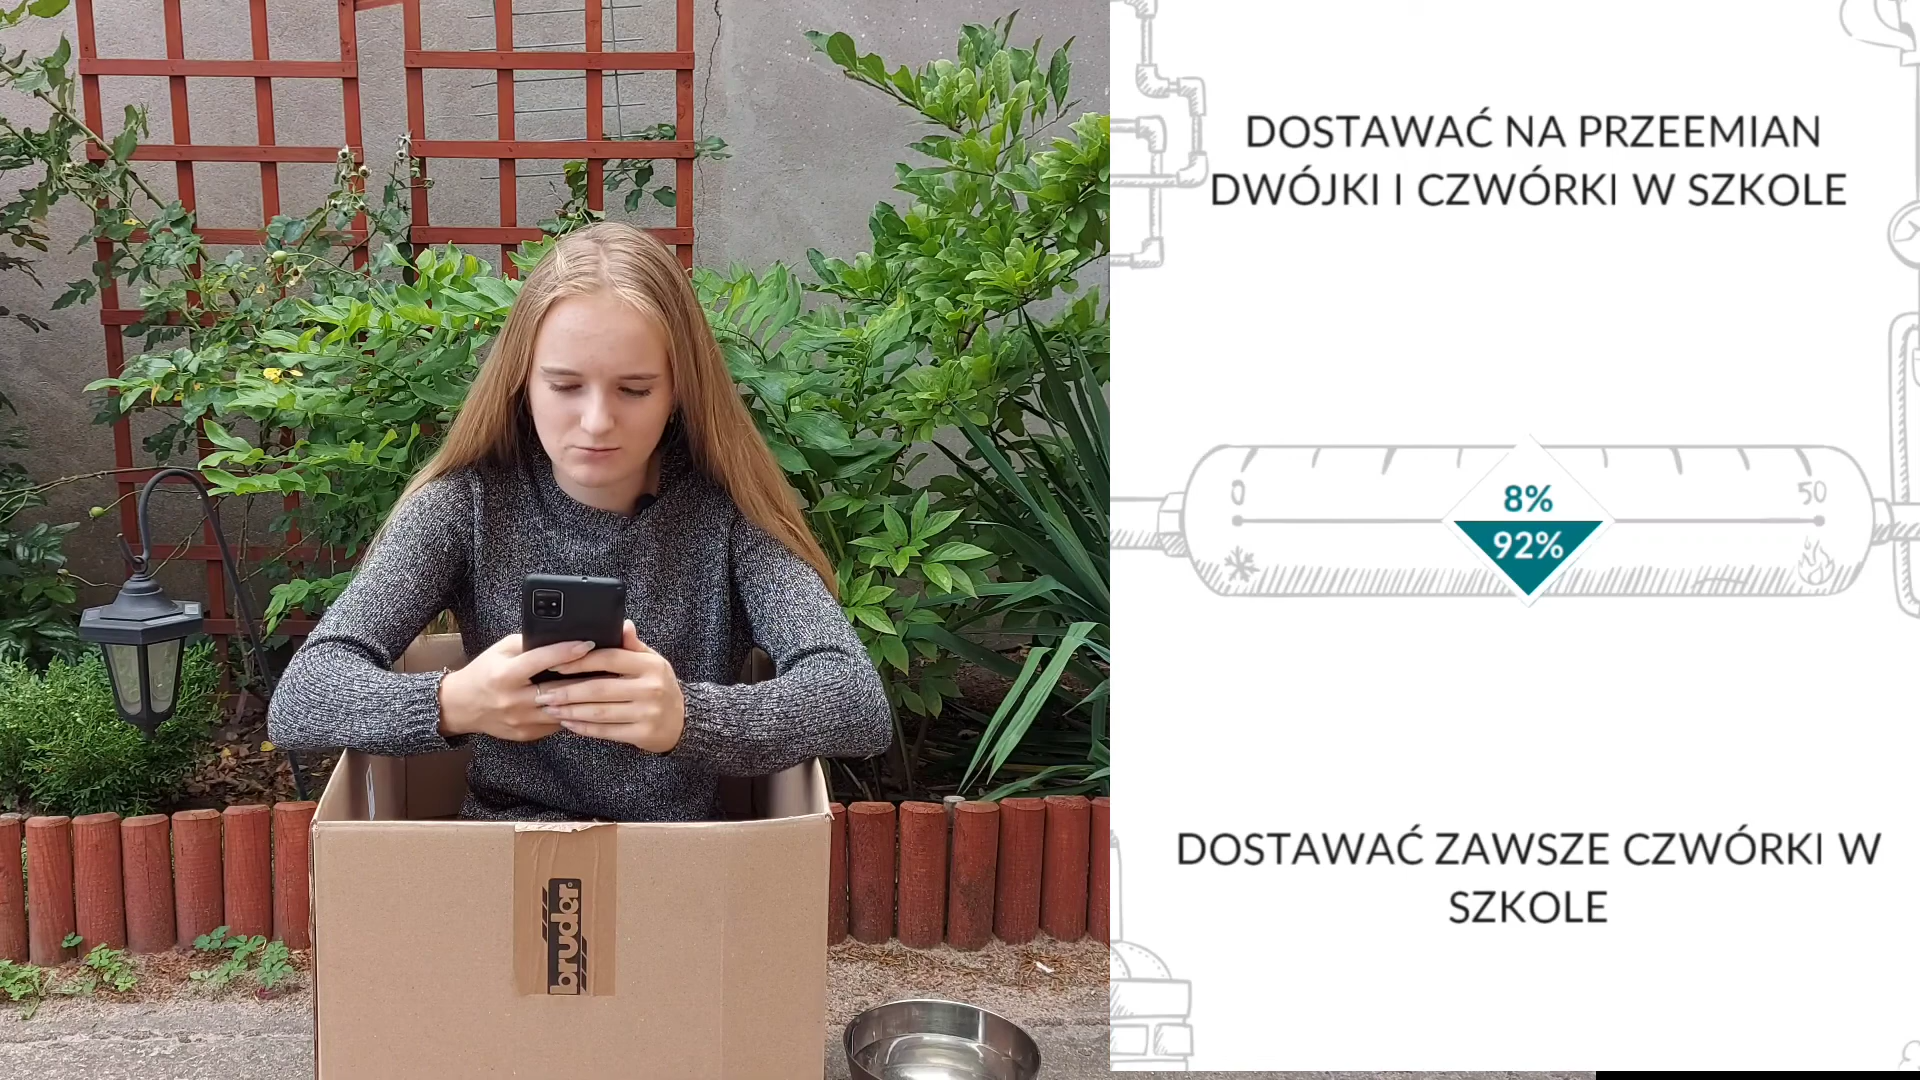 DOSTAWAĆ NA PRZEEMIAN
DWÓJKI I CZWÓRKI W SZKOLE
0
50
8%
92%
DOSTAWAĆ ZAWSZE CZWÓRKI W
SZKOLE
bruder